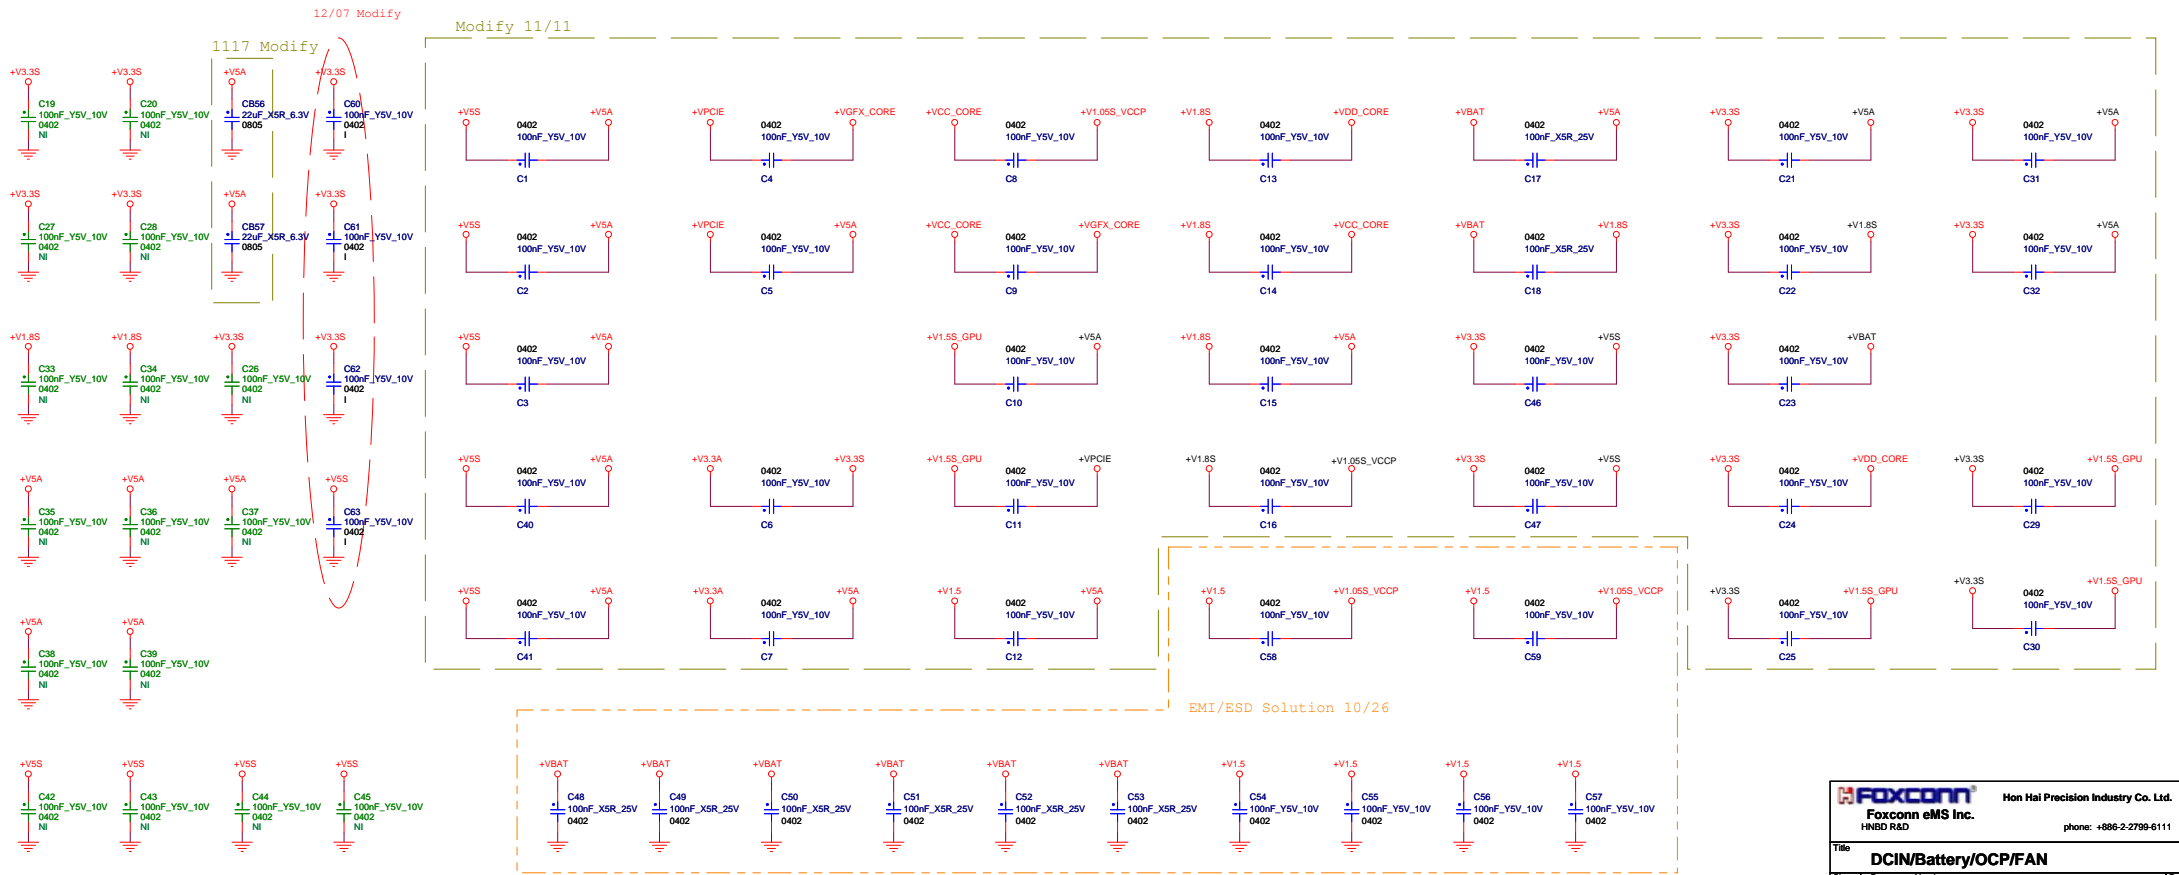 12/07 Modify
1117 Modify
Modify 11/11
+V3.3S
C19
100nF_Y5V_10V
0402
NI
+V3.3S
C20
100nF_Y5V_10V
0402
NI
+V5A
CB56
22uF_X5R_6.3V
0805
+V3.3S
C60
100nF_Y5V_10V
0402
I
+V5S
+V5A
0402
100nF_Y5V_10V
C1
+VPCIE
+VGFX_CORE
0402
100nF_Y5V_10V
C4
+VCC_CORE
+V1.05S_VCCP
0402
100nF_Y5V_10V
C8
+V1.8S
+VDD_CORE
0402
100nF_Y5V_10V
C13
+VBAT
+V5A
0402
100nF_X5R_25V
C17
+V3.3S
+V5A
0402
100nF_Y5V_10V
C21
+V3.3S
+V5A
0402
100nF_Y5V_10V
C31
+V3.3S
C27
100nF_Y5V_10V
0402
NI
+V3.3S
C28
100nF_Y5V_10V
0402
NI
+V5A
CB57
22uF_X5R_6.3V
0805
+V3.3S
C61
100nF_Y5V_10V
0402
I
+V5S
+V5A
0402
100nF_Y5V_10V
C2
+VPCIE
+V5A
0402
100nF_Y5V_10V
C5
+VCC_CORE
+VGFX_CORE
0402
100nF_Y5V_10V
C9
+V1.8S
+VCC_CORE
0402
100nF_Y5V_10V
C14
+VBAT
+V1.8S
0402
100nF_X5R_25V
C18
+V3.3S
+V1.8S
0402
100nF_Y5V_10V
C22
+V3.3S
+V5A
0402
100nF_Y5V_10V
C32
+V1.8S
C33
100nF_Y5V_10V
0402
NI
+V1.8S
C34
100nF_Y5V_10V
0402
NI
+V3.3S
C26
100nF_Y5V_10V
0402
NI
+V3.3S
C62
100nF_Y5V_10V
0402
I
+V5S
+V5A
0402
100nF_Y5V_10V
C3
+V1.5S_GPU
+V5A
0402
100nF_Y5V_10V
C10
+V1.8S
+V5A
0402
100nF_Y5V_10V
C15
+V3.3S
+V5S
0402
100nF_Y5V_10V
C46
+V3.3S
+VBAT
0402
100nF_Y5V_10V
C23
+V5A
C35
100nF_Y5V_10V
0402
NI
+V5A
C36
100nF_Y5V_10V
0402
NI
+V5A
C37
100nF_Y5V_10V
0402
NI
+V5S
C63
100nF_Y5V_10V
0402
I
+V5S
+V5A
0402
100nF_Y5V_10V
C40
+V3.3A
+V3.3S
0402
100nF_Y5V_10V
C6
+V1.5S_GPU
+VPCIE
0402
100nF_Y5V_10V
C11
+V1.8S
+V1.05S_VCCP
0402
100nF_Y5V_10V
C16
+V3.3S
+V5S
0402
100nF_Y5V_10V
C47
+V3.3S
+VDD_CORE
0402
100nF_Y5V_10V
C24
+V3.3S
+V1.5S_GPU
0402
100nF_Y5V_10V
C29
+V5A
C38
100nF_Y5V_10V
0402
NI
+V5A
C39
100nF_Y5V_10V
0402
NI
+V5S
+V5A
0402
100nF_Y5V_10V
C41
+V3.3A
+V5A
0402
100nF_Y5V_10V
C7
+V1.5
+V5A
0402
100nF_Y5V_10V
C12
+V1.5
+V1.05S_VCCP
0402
100nF_Y5V_10V
C58
+V1.5
+V1.05S_VCCP
0402
100nF_Y5V_10V
C59
+V3.3S
+V1.5S_GPU
0402
100nF_Y5V_10V
C25
+V3.3S
+V1.5S_GPU
0402
100nF_Y5V_10V
C30
EMI/ESD Solution 10/26
+V5S
C42
100nF_Y5V_10V
0402
NI
+V5S
C43
100nF_Y5V_10V
0402
NI
+V5S
C44
100nF_Y5V_10V
0402
NI
+V5S
C45
100nF_Y5V_10V
0402
NI
+VBAT
C48
100nF_X5R_25V
0402
+VBAT
C49
100nF_X5R_25V
0402
+VBAT
C50
100nF_X5R_25V
0402
+VBAT
C51
100nF_X5R_25V
0402
+VBAT
C52
100nF_X5R_25V
0402
+VBAT
C53
100nF_X5R_25V
0402
+V1.5
C54
100nF_Y5V_10V
0402
+V1.5
C55
100nF_Y5V_10V
0402
+V1.5
C56
100nF_Y5V_10V
0402
+V1.5
C57
100nF_Y5V_10V
0402
FOXCONN
Hon Hai Precision Industry Co. Ltd.
Foxconn eMS Inc.
HNBD R&D
phone: +886-2-2799-6111
Title
DCIN/Battery/OCP/FAN